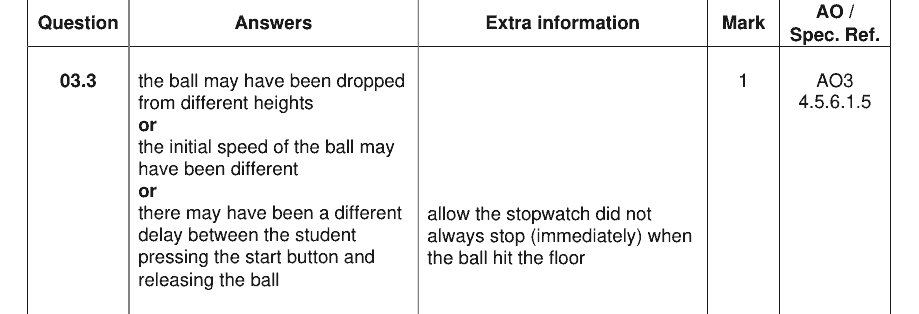 Question Answers Extra information Mark AO /
Spec. Ref.
03.3 the ball may have been dropped 1 AO3
from different heights 4.5.6.1.5
or
the initial speed of the ball may
have been different
or
there may have been a different allow the stopwatch did not
delay between the student always stop (immediately) when
pressing the start button and the ball hit the floor
releasing the ball